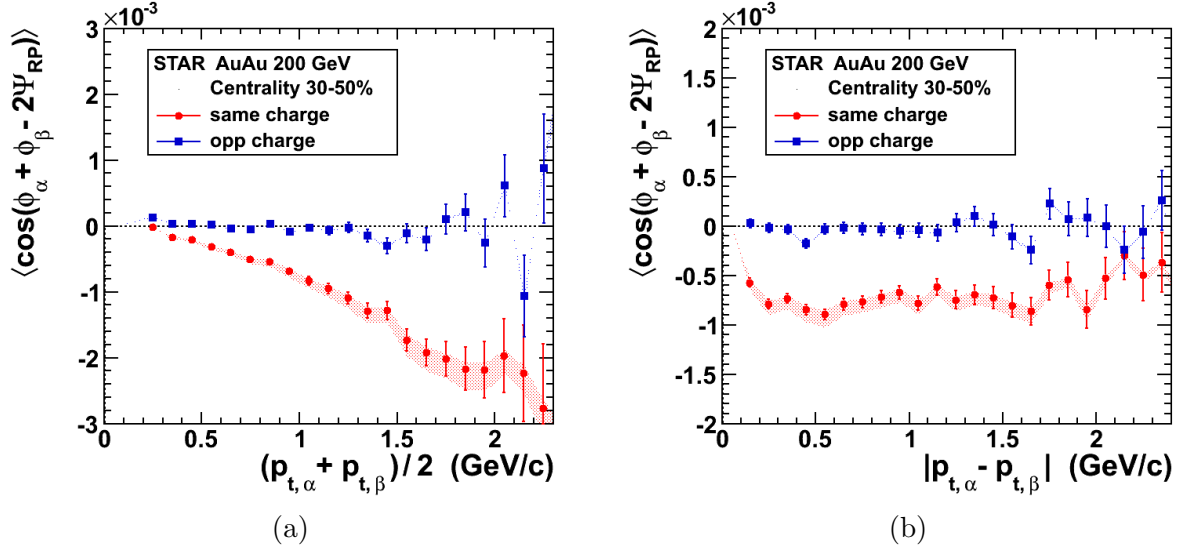 ×10⁻³
3
2
1
0
-1
-2
-3
⟨cos(ϕα + ϕβ - 2ΨRP)⟩
STAR AuAu 200 GeV
Centrality 30-50%
same charge
opp charge
0 0.5 1 1.5 2
(pt,α + pt,β)/2 (GeV/c)
(a)
×10⁻³
2
1.5
1
0.5
0
-0.5
-1
-1.5
-2
⟨cos(ϕα + ϕβ - 2ΨRP)⟩
STAR AuAu 200 GeV
Centrality 30-50%
same charge
opp charge
0 0.5 1 1.5 2
|pt,α - pt,β| (GeV/c)
(b)